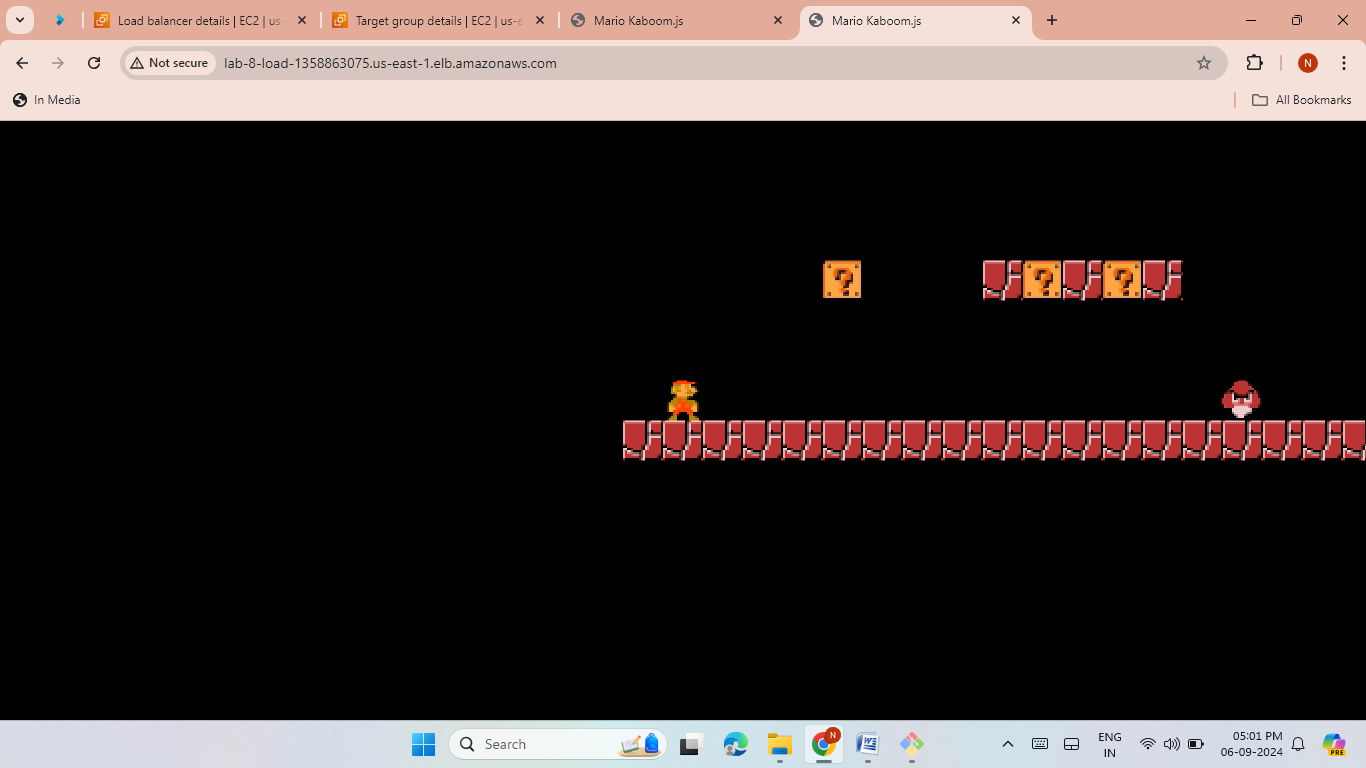 Load balancer details | EC2 | us-
Target group details | EC2 | us-e
Mario Kaboom.js
Mario Kaboom.js
Not secure
lab-8-load-1358863075.us-east-1.elb.amazonaws.com
N
In Media
All Bookmarks
?
? ?
Search
N
ENG
IN
05:01 PM
06-09-2024
PRE